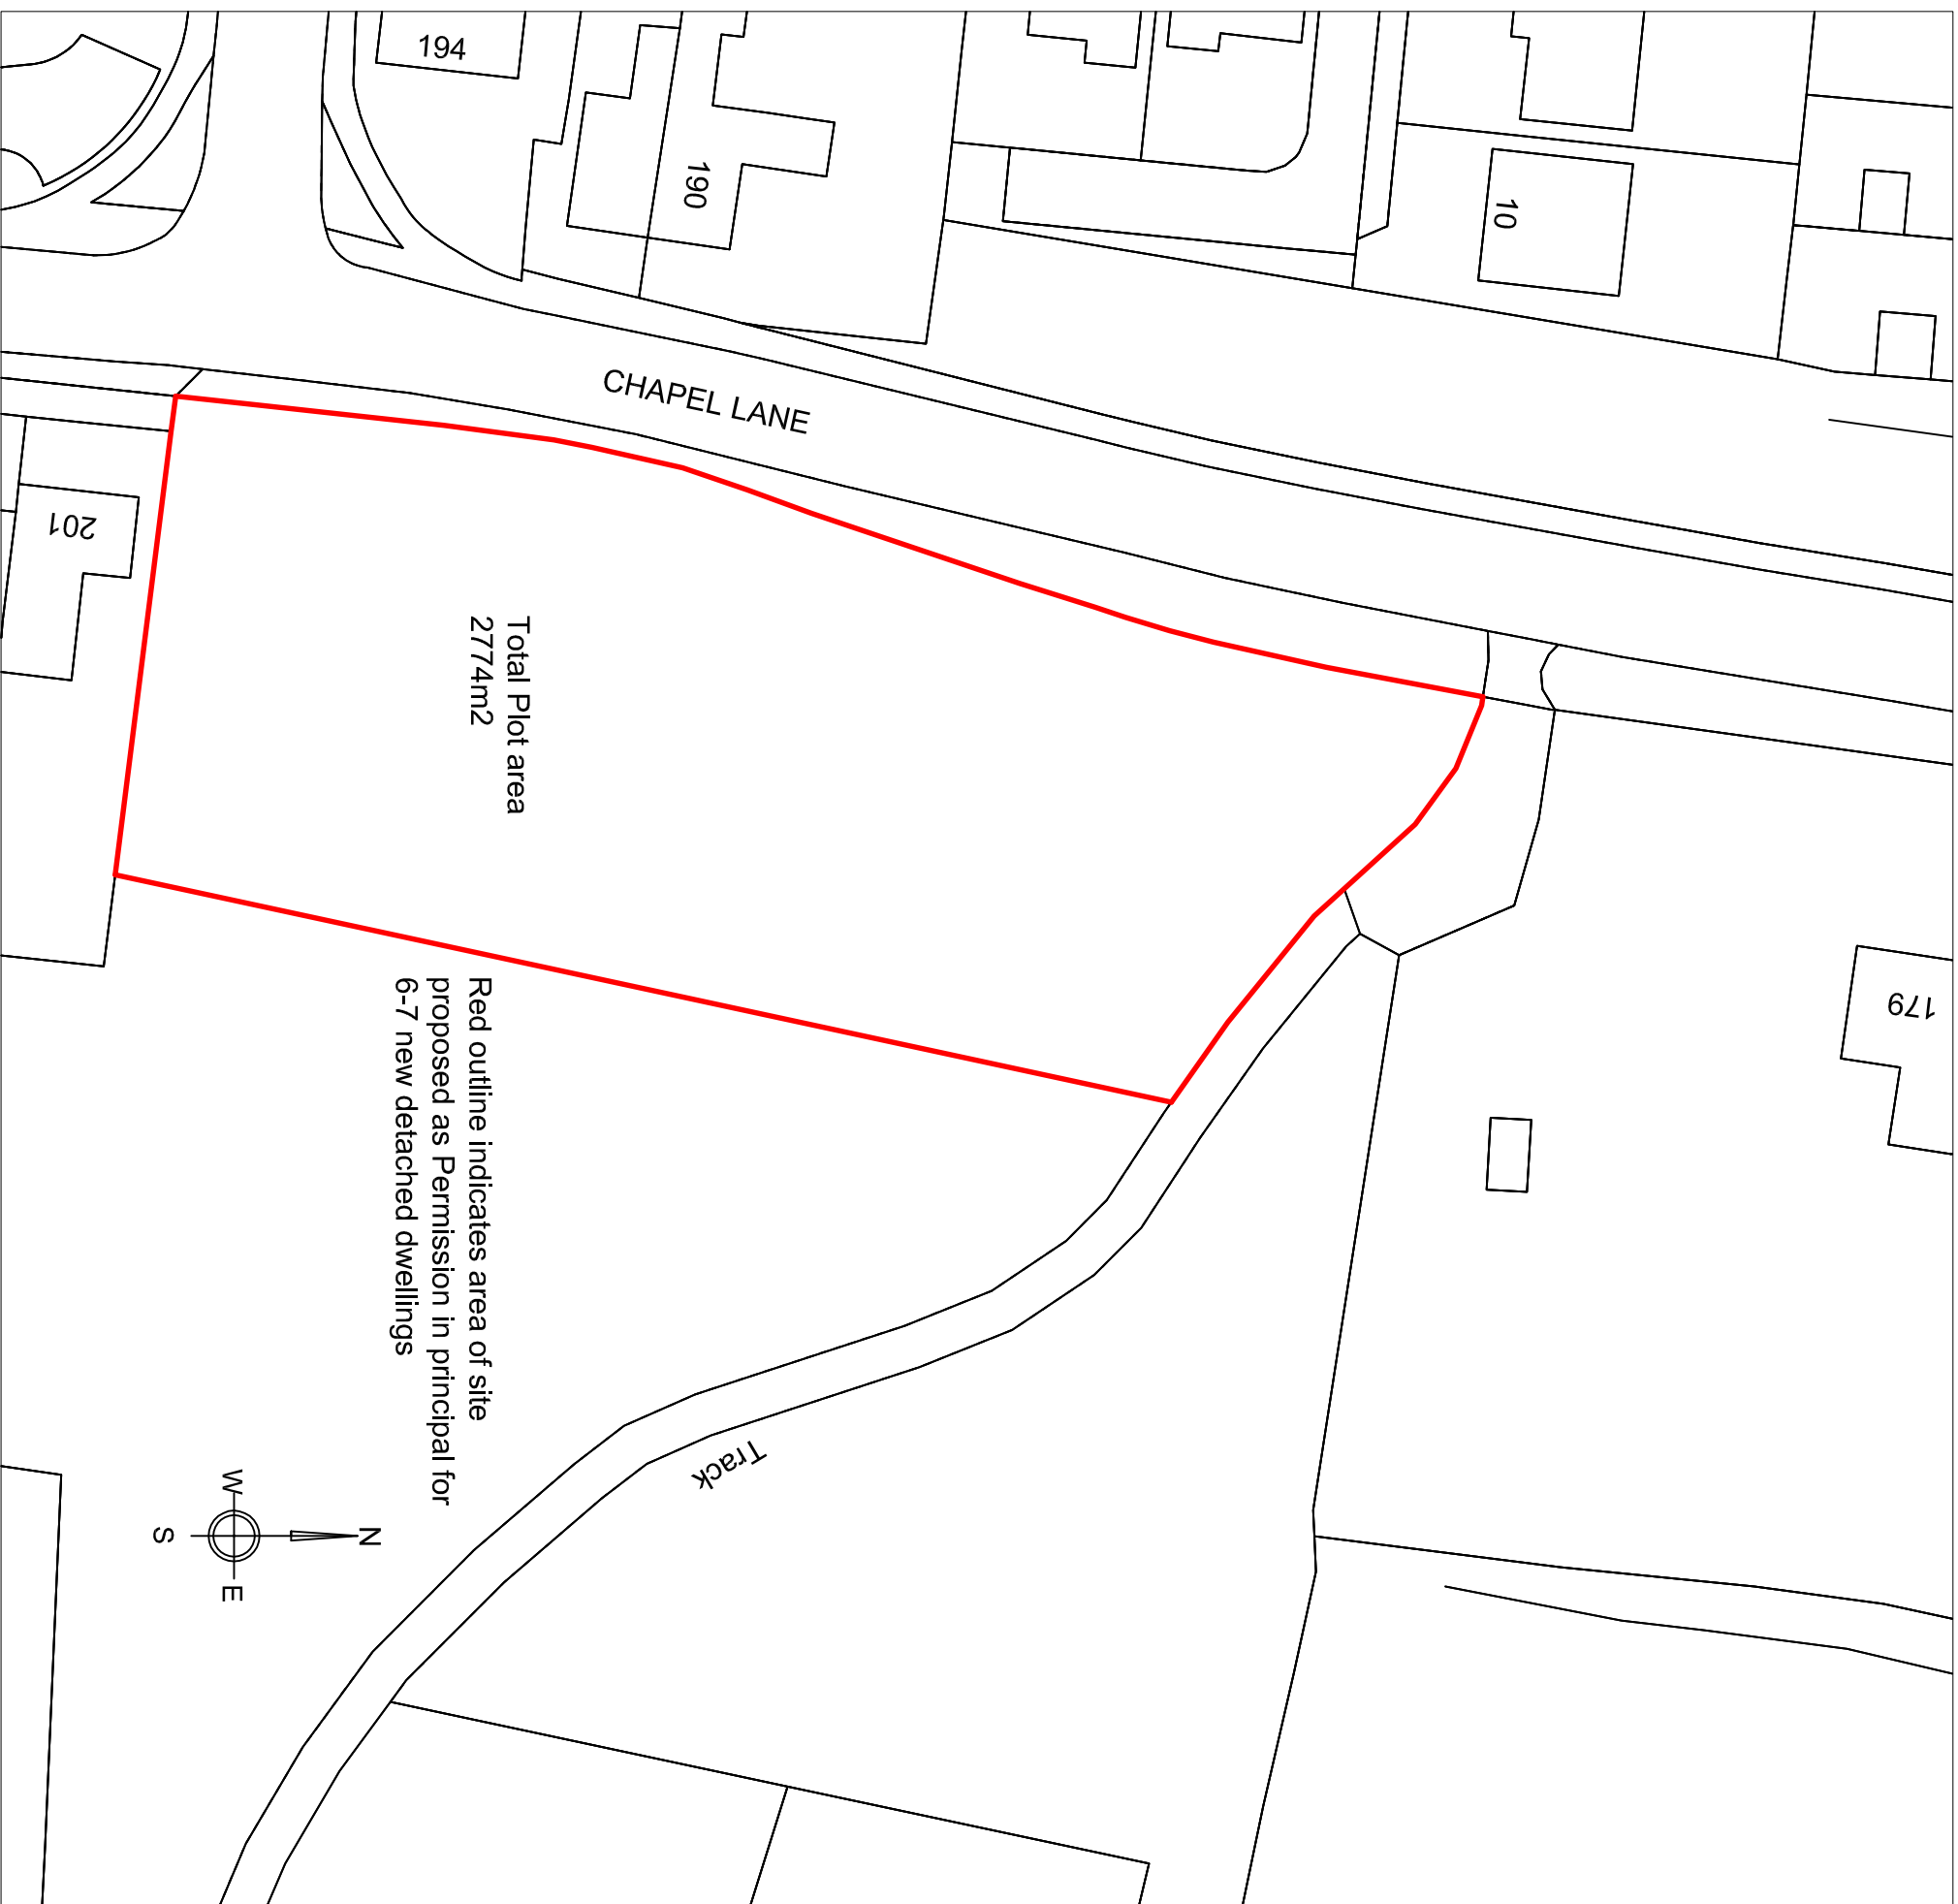 194
190
10
CHAPEL LANE
201
Total Plot area
2774m2
179
Red outline indicates area of site
proposed as Permission in principal for
6-7 new detached dwellings
Track
N
W
E
S